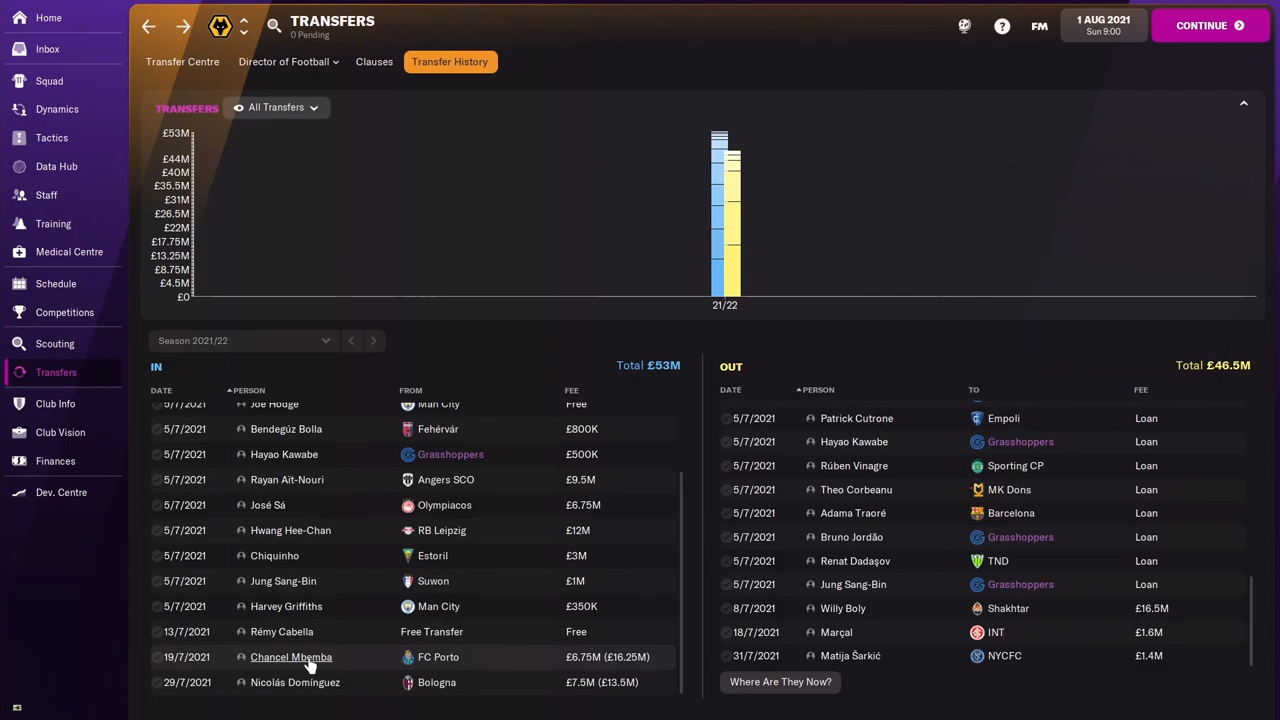 Home
Inbox
Squad
Dynamics
Tactics
Data Hub
Staff
Training
Medical Centre
Schedule
Competitions
Scouting
Transfers
Club Info
Club Vision
Finances
Dev. Centre
TRANSFERS
0 Pending
FM
1 AUG 2021
Sun 9:00
CONTINUE
Transfer Centre Director of Football Clauses Transfer History
TRANSFERS All Transfers
£53M
£44M
£40M
£35.5M
£31M
£26.5M
£22M
£17.75M
£13.25M
£8.75M
£4.5M
£0
21/22
Season 2021/22
IN Total £53M
DATE PERSON FROM FEE
5/7/2021 Joe Hodge Man City Free
5/7/2021 Bendegúz Bolla Fehérvár £800K
5/7/2021 Hayao Kawabe Grasshoppers £500K
5/7/2021 Rayan Aït-Nouri Angers SCO £9.5M
5/7/2021 José Sá Olympiacos £6.75M
5/7/2021 Hwang Hee-Chan RB Leipzig £12M
5/7/2021 Chiquinho Estoril £3M
5/7/2021 Jung Sang-Bin Suwon £1M
5/7/2021 Harvey Griffiths Man City £350K
13/7/2021 Rémy Cabella Free Transfer Free
19/7/2021 Chancel Mbemba FC Porto £6.75M (£16.25M)
29/7/2021 Nicolás Domínguez Bologna £7.5M (£13.5M)
OUT Total £46.5M
DATE PERSON TO FEE
5/7/2021 Patrick Cutrone Empoli Loan
5/7/2021 Hayao Kawabe Grasshoppers Loan
5/7/2021 Rúben Vinagre Sporting CP Loan
5/7/2021 Theo Corbeanu MK Dons Loan
5/7/2021 Adama Traoré Barcelona Loan
5/7/2021 Bruno Jordão Grasshoppers Loan
5/7/2021 Renat Dadaşov TND Loan
5/7/2021 Jung Sang-Bin Grasshoppers Loan
8/7/2021 Willy Boly Shakhtar £16.5M
18/7/2021 Marçal INT £1.6M
31/7/2021 Matija Šarkić NYCFC £1.4M
Where Are They Now?